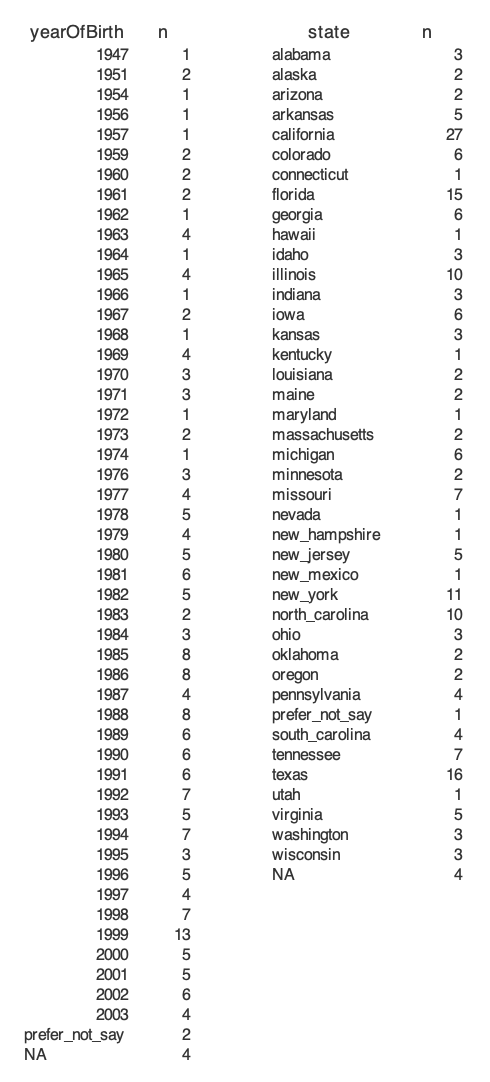 yearOfBirth n state n
1947 1 alabama 3
1951 2 alaska 2
1954 1 arizona 2
1956 1 arkansas 5
1957 1 california 27
1959 2 colorado 6
1960 2 connecticut 1
1961 2 florida 15
1962 1 georgia 6
1963 4 hawaii 1
1964 1 idaho 3
1965 4 illinois 10
1966 1 indiana 3
1967 2 iowa 6
1968 1 kansas 3
1969 4 kentucky 1
1970 3 louisiana 2
1971 3 maine 2
1972 1 maryland 1
1973 2 massachusetts 2
1974 1 michigan 6
1976 3 minnesota 2
1977 4 missouri 7
1978 5 nevada 1
1979 4 new_hampshire 1
1980 5 new_jersey 5
1981 6 new_mexico 1
1982 5 new_york 11
1983 2 north_carolina 10
1984 3 ohio 3
1985 8 oklahoma 2
1986 8 oregon 2
1987 4 pennsylvania 4
1988 8 prefer_not_say 1
1989 6 south_carolina 4
1990 6 tennessee 7
1991 6 texas 16
1992 7 utah 1
1993 5 virginia 5
1994 7 washington 3
1995 3 wisconsin 3
1996 5 NA 4
1997 4
1998 7
1999 13
2000 5
2001 5
2002 6
2003 4
prefer_not_say 2
NA 4